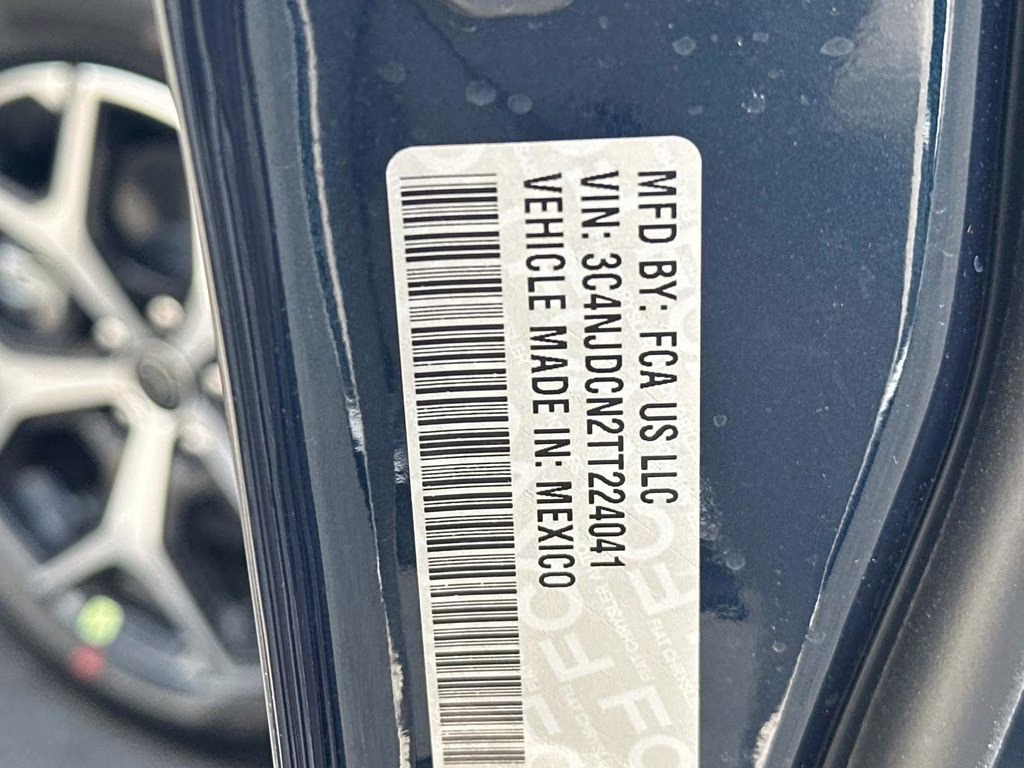 MFD BY: FCA US LLC
VIN: 3C4NJDCN2TT224041
VEHICLE MADE IN: MEXICO